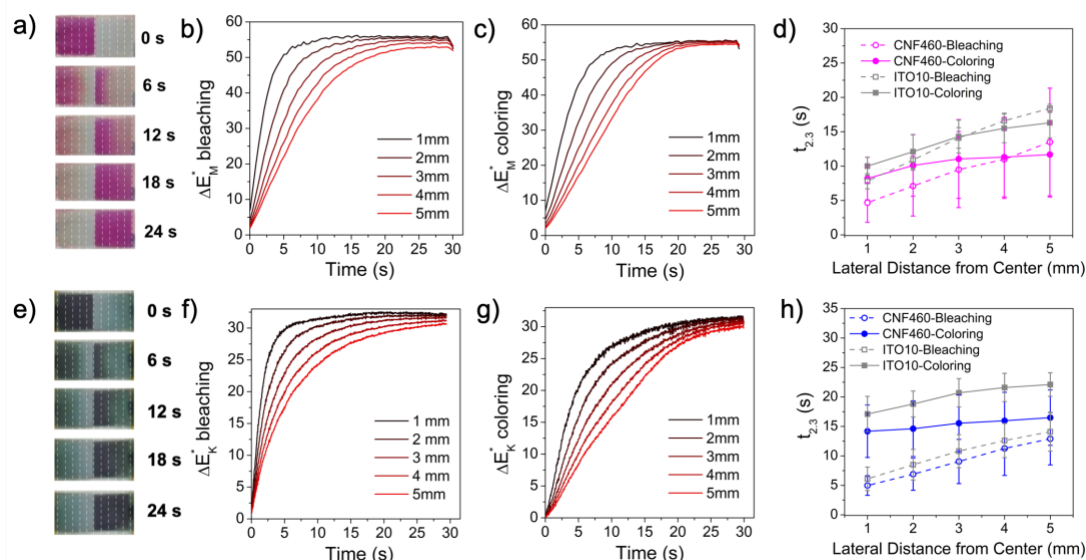 a)
0 s
6 s
12 s
18 s
24 s
b)
ΔE*M bleaching
60
50
40
30
20
10
0
1mm
2mm
3mm
4mm
5mm
0 5 10 15 20 25 30
Time (s)
c)
ΔE*M coloring
60
50
40
30
20
10
0
1mm
2mm
3mm
4mm
5mm
0 5 10 15 20 25 30
Time (s)
d)
t2.3 (s)
35
30
25
20
15
10
5
0
CNF460-Bleaching
CNF460-Coloring
ITO10-Bleaching
ITO10-Coloring
1 2 3 4 5
Lateral Distance from Center (mm)
e)
0 s
6 s
12 s
18 s
24 s
f)
ΔE*K bleaching
30
25
20
15
10
5
0
1 mm
2 mm
3 mm
4 mm
5mm
0 5 10 15 20 25 30
Time (s)
g)
ΔE*K coloring
30
25
20
15
10
5
0
1mm
2mm
3mm
4mm
5mm
0 5 10 15 20 25 30
Time (s)
h)
t2.3 (s)
35
30
25
20
15
10
5
0
CNF460-Bleaching
CNF460-Coloring
ITO10-Bleaching
ITO10-Coloring
1 2 3 4 5
Lateral Distance from Center (mm)